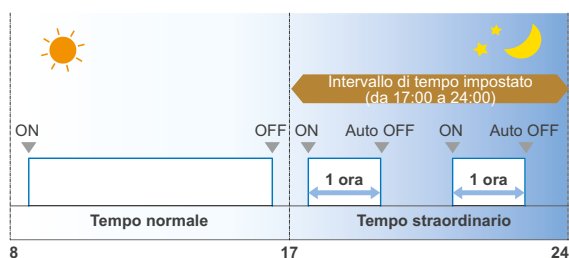 Intervallo di tempo impostato
(da 17:00 a 24:00)
ON OFF ON Auto OFF ON Auto OFF
1 ora 1 ora
Tempo normale Tempo straordinario
8 17 24